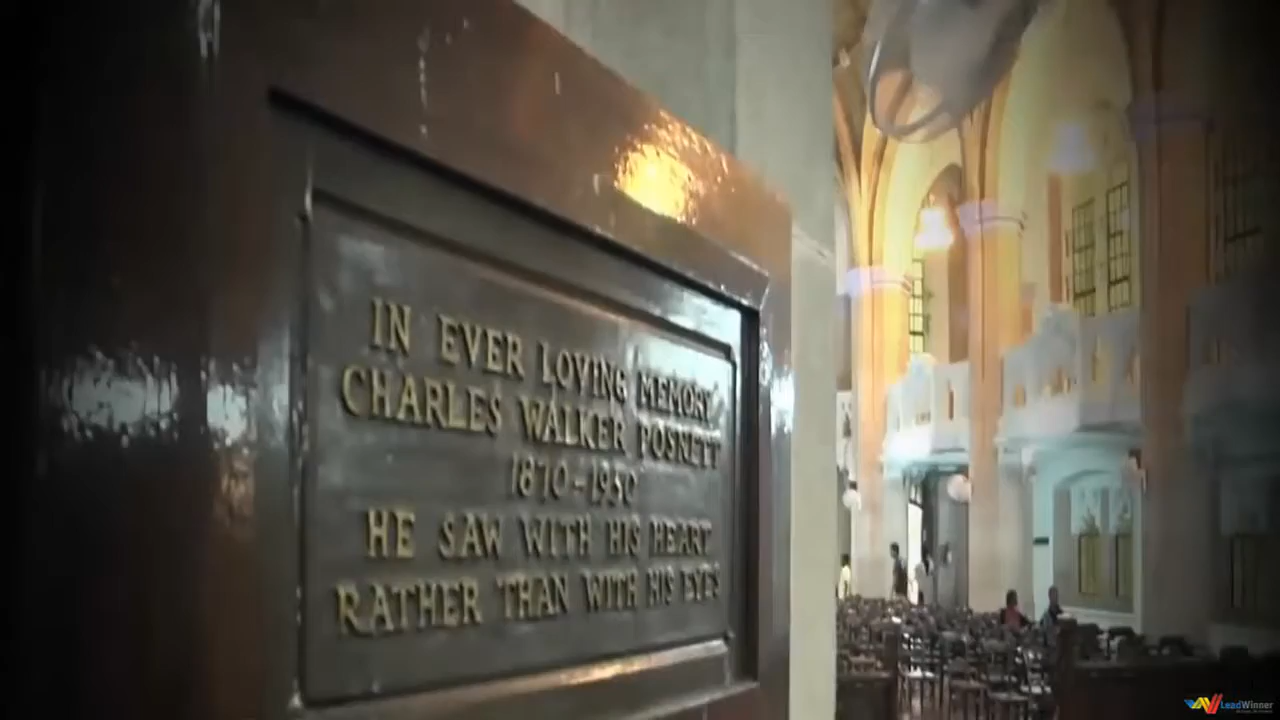 IN EVER LOVING MEMORY
CHARLES WALKER POSNETT
1870-1950
HE SAW WITH HIS HEART
RATHER THAN WITH HIS EYES
LeadWinner